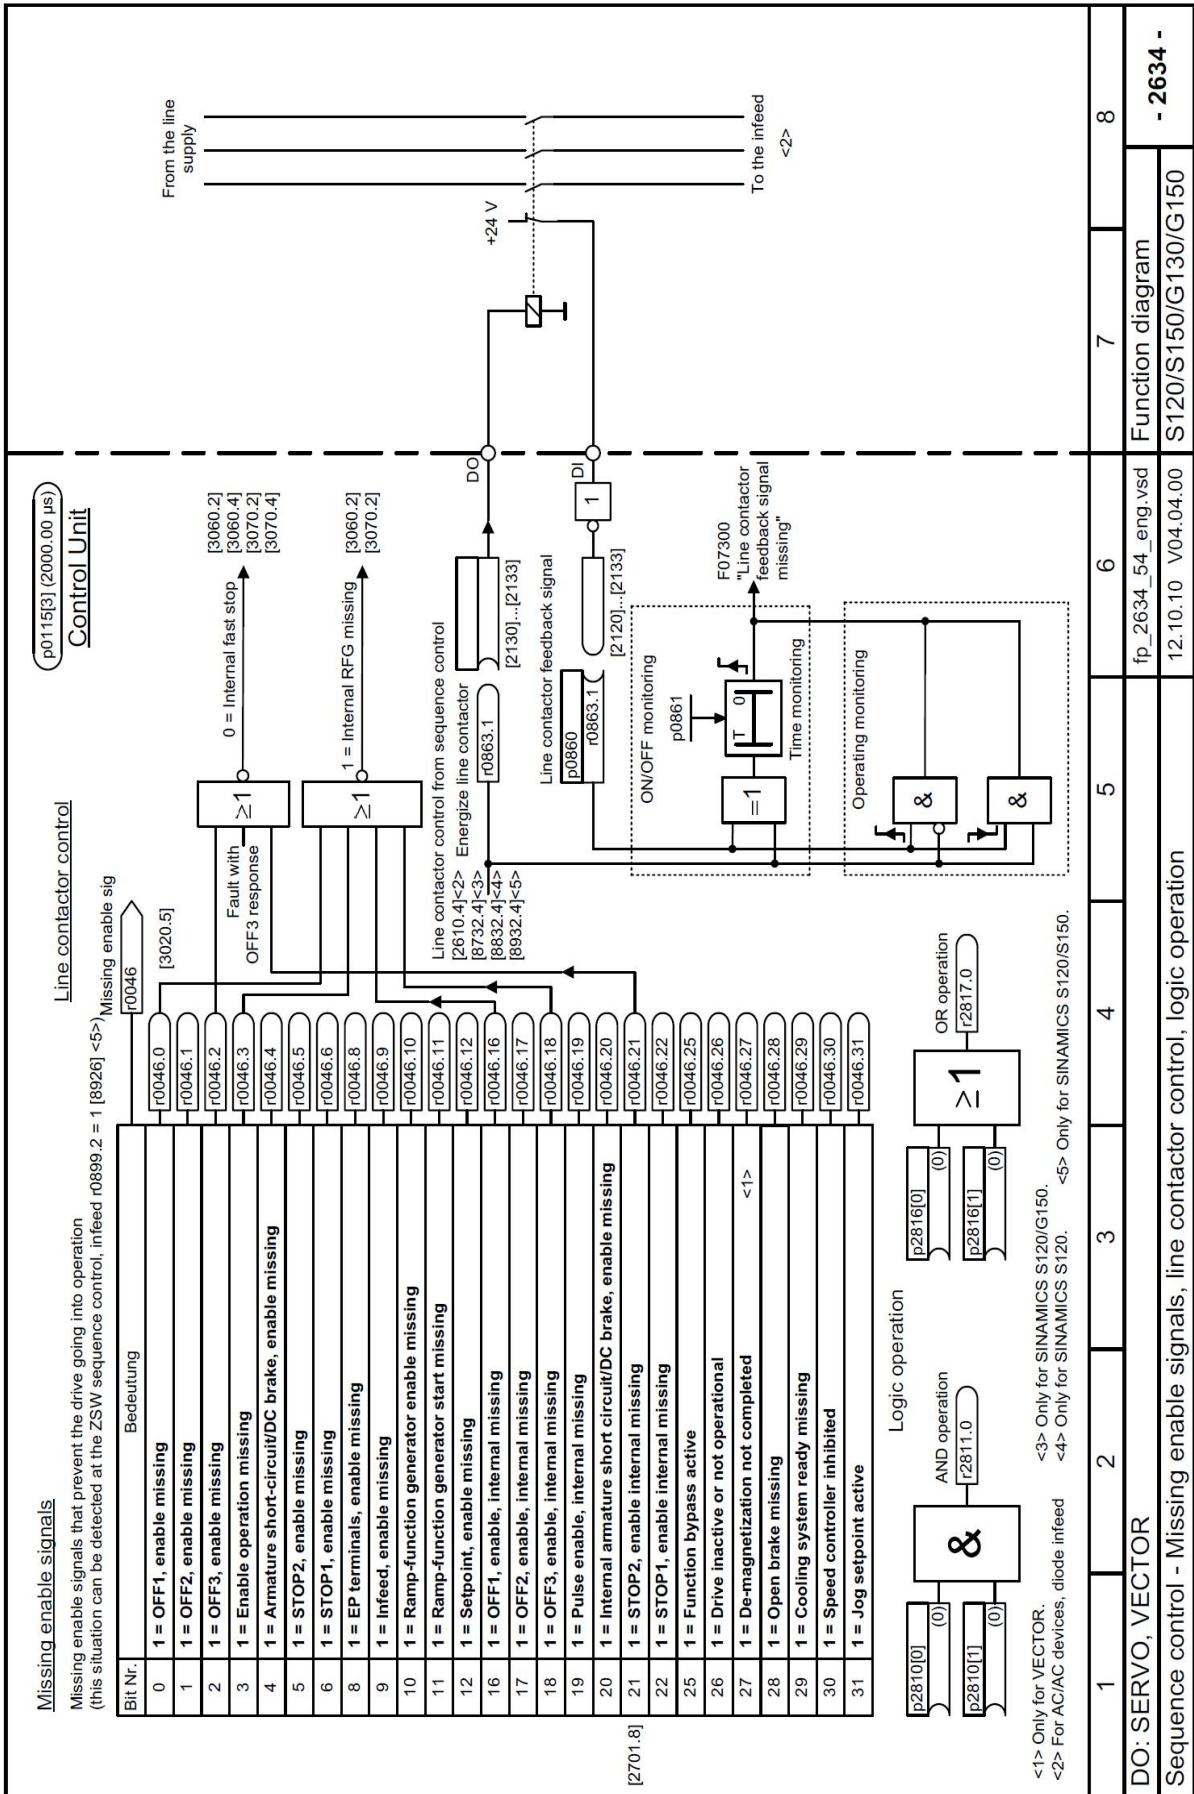 Missing enable signals
Missing enable signals that prevent the drive going into operation
(this situation can be detected at the ZSW sequence control, infeed r0899.2 = 1 [8926] <5>)
Missing enable sig
r0046
[3020.5]
Bit Nr. Bedeutung
0 1 = OFF1, enable missing r0046.0
1 1 = OFF2, enable missing r0046.1
2 1 = OFF3, enable missing r0046.2
3 1 = Enable operation missing r0046.3
4 1 = Armature short-circuit/DC brake, enable missing r0046.4
5 1 = STOP2, enable missing r0046.5
6 1 = STOP1, enable missing r0046.6
8 1 = EP terminals, enable missing r0046.8
9 1 = Infeed, enable missing r0046.9
10 1 = Ramp-function generator enable missing r0046.10
11 1 = Ramp-function generator start missing r0046.11
12 1 = Setpoint, enable missing r0046.12
16 1 = OFF1, enable, internal missing r0046.16
17 1 = OFF2, enable, internal missing r0046.17
18 1 = OFF3, enable, internal missing r0046.18
19 1 = Pulse enable, internal missing r0046.19
20 1 = Internal armature short circuit/DC brake, enable missing r0046.20
[2701.8]
21 1 = STOP2, enable internal missing r0046.21
22 1 = STOP1, enable internal missing r0046.22
25 1 = Function bypass active r0046.25
26 1 = Drive inactive or not operational r0046.26
27 1 = De-magnetization not completed <1> r0046.27
28 1 = Open brake missing r0046.28
29 1 = Cooling system ready missing r0046.29
30 1 = Speed controller inhibited r0046.30
31 1 = Jog setpoint active r0046.31
Line contactor control
p0115[3] (2000.00 µs)
Control Unit
Fault with
OFF3 response
≥1
0 = Internal fast stop
[3060.2]
[3060.4]
[3070.2]
[3070.4]
≥1
1 = Internal RFG missing
[3060.2]
[3070.2]
Line contactor control from sequence control
[2610.4]<2>
[8732.4]<3>
[8832.4]<4>
[8932.4]<5>
Energize line contactor
r0863.1
[2130]...[2133]
DO
Line contactor feedback signal
p0860
r0863.1
[2120]...[2133]
1
DI
ON/OFF monitoring
p0861
=1
T 0
Time monitoring
F07300
"Line contactor
feedback signal
missing"
Operating monitoring
&
&
From the line
supply
+24 V
To the infeed
<2>
Logic operation
p2810[0]
(0)
p2810[1]
(0)
&
AND operation
r2811.0
p2816[0]
(0)
p2816[1]
(0)
≥1
OR operation
r2817.0
<1> Only for VECTOR.
<2> For AC/AC devices, diode infeed
<3> Only for SINAMICS S120/G150.
<4> Only for SINAMICS S120.
<5> Only for SINAMICS S120/S150.
1 2 3 4 5 6 7 8
DO: SERVO, VECTOR
fp_2634_54_eng.vsd
Function diagram
- 2634 -
Sequence control - Missing enable signals, line contactor control, logic operation
12.10.10 V04.04.00
S120/S150/G130/G150